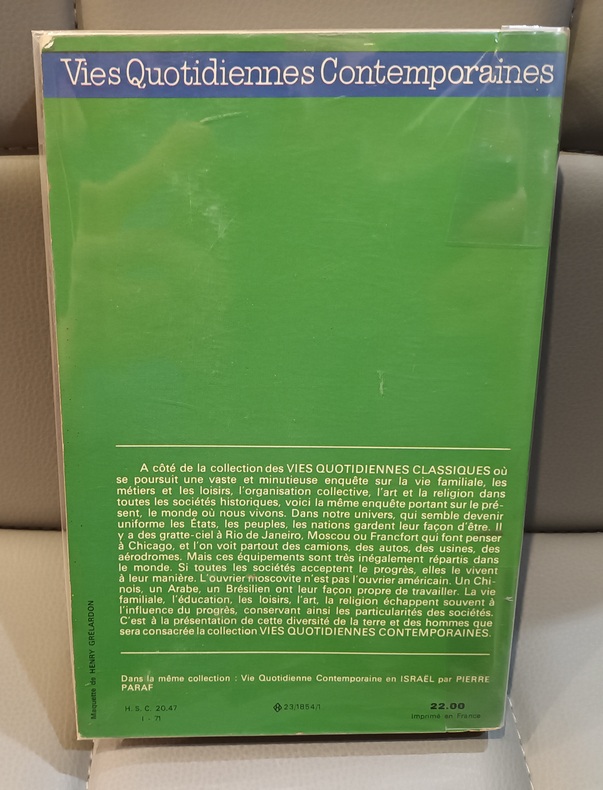 Vies Quotidiennes Contemporaines
A côté de la collection des VIES QUOTIDIENNES CLASSIQUES où
se poursuit une vaste et minutieuse enquête sur la vie familiale, les
métiers et les loisirs, l'organisation collective, l'art et la religion dans
toutes les sociétés historiques, voici la même enquête portant sur le pré-
sent, le monde où nous vivons. Dans notre univers, qui semble devenir
uniforme les États, les peuples, les nations gardent leur façon d'être. Il
y a des gratte-ciel à Rio de Janeiro, Moscou ou Francfort qui font penser
à Chicago, et l'on voit partout des camions, des autos, des usines, des
aérodromes. Mais ces équipements sont très inégalement répartis dans
le monde. Si toutes les sociétés acceptent le progrès, elles le vivent
à leur manière. L'ouvrier moscovite n'est pas l'ouvrier américain. Un Chi-
nois, un Arabe, un Brésilien ont leur façon propre de travailler. La vie
familiale, l'éducation, les loisirs, l'art, la religion échappent souvent à
l'influence du progrès, conservant ainsi les particularités des sociétés.
C'est à la présentation de cette diversité de la terre et des hommes que
sera consacrée la collection VIES QUOTIDIENNES CONTEMPORAINES.
Dans la même collection : Vie Quotidienne Contemporaine en ISRAËL par PIERRE
PARAF
Maquette de HENRY GRÉLARDON
H. S. C. 20.47
I - 71
23/1864/1
22.00
Imprimé en France